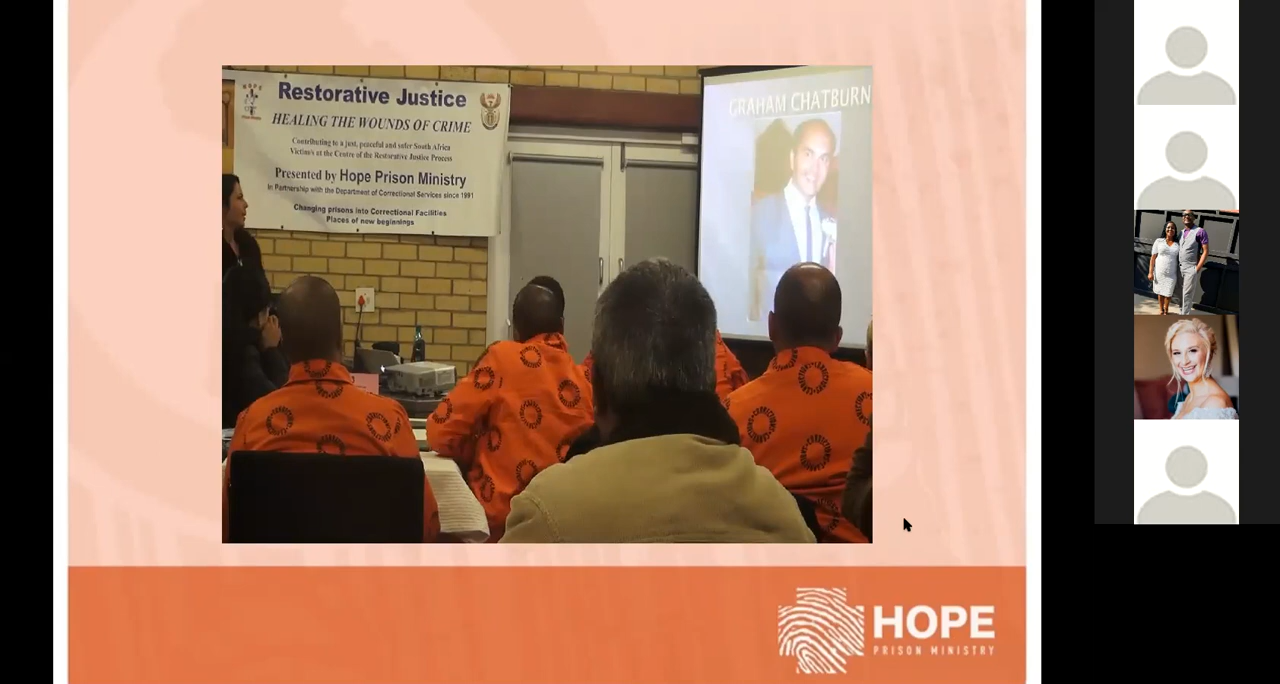 HOPE
Restorative Justice
HEALING THE WOUNDS OF CRIME
Contributing to a just, peaceful and safer South Africa
Victim's at the Centre of the Restorative Justice Process
Presented by Hope Prison Ministry
In Partnership with the Department of Correctional Services since 1991
Changing prisons into Correctional Facilities
Places of new beginnings
GRAHAM CHATBURN
HOPE
PRISON MINISTRY